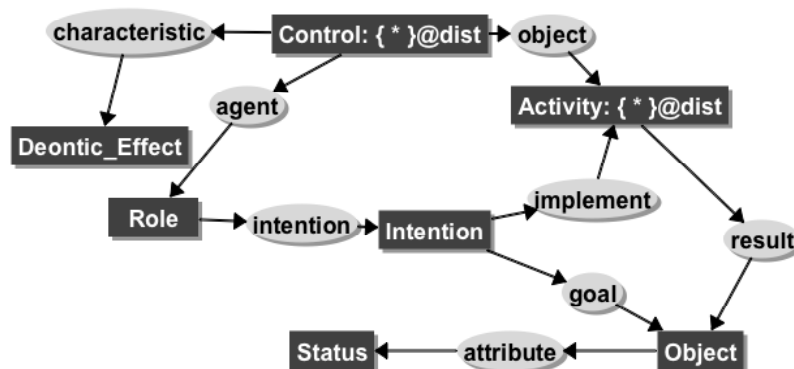 characteristic
Control: { * }@dist
object
agent
Activity: { * }@dist
Deontic_Effect
implement
Role
intention
Intention
result
goal
Status
attribute
Object